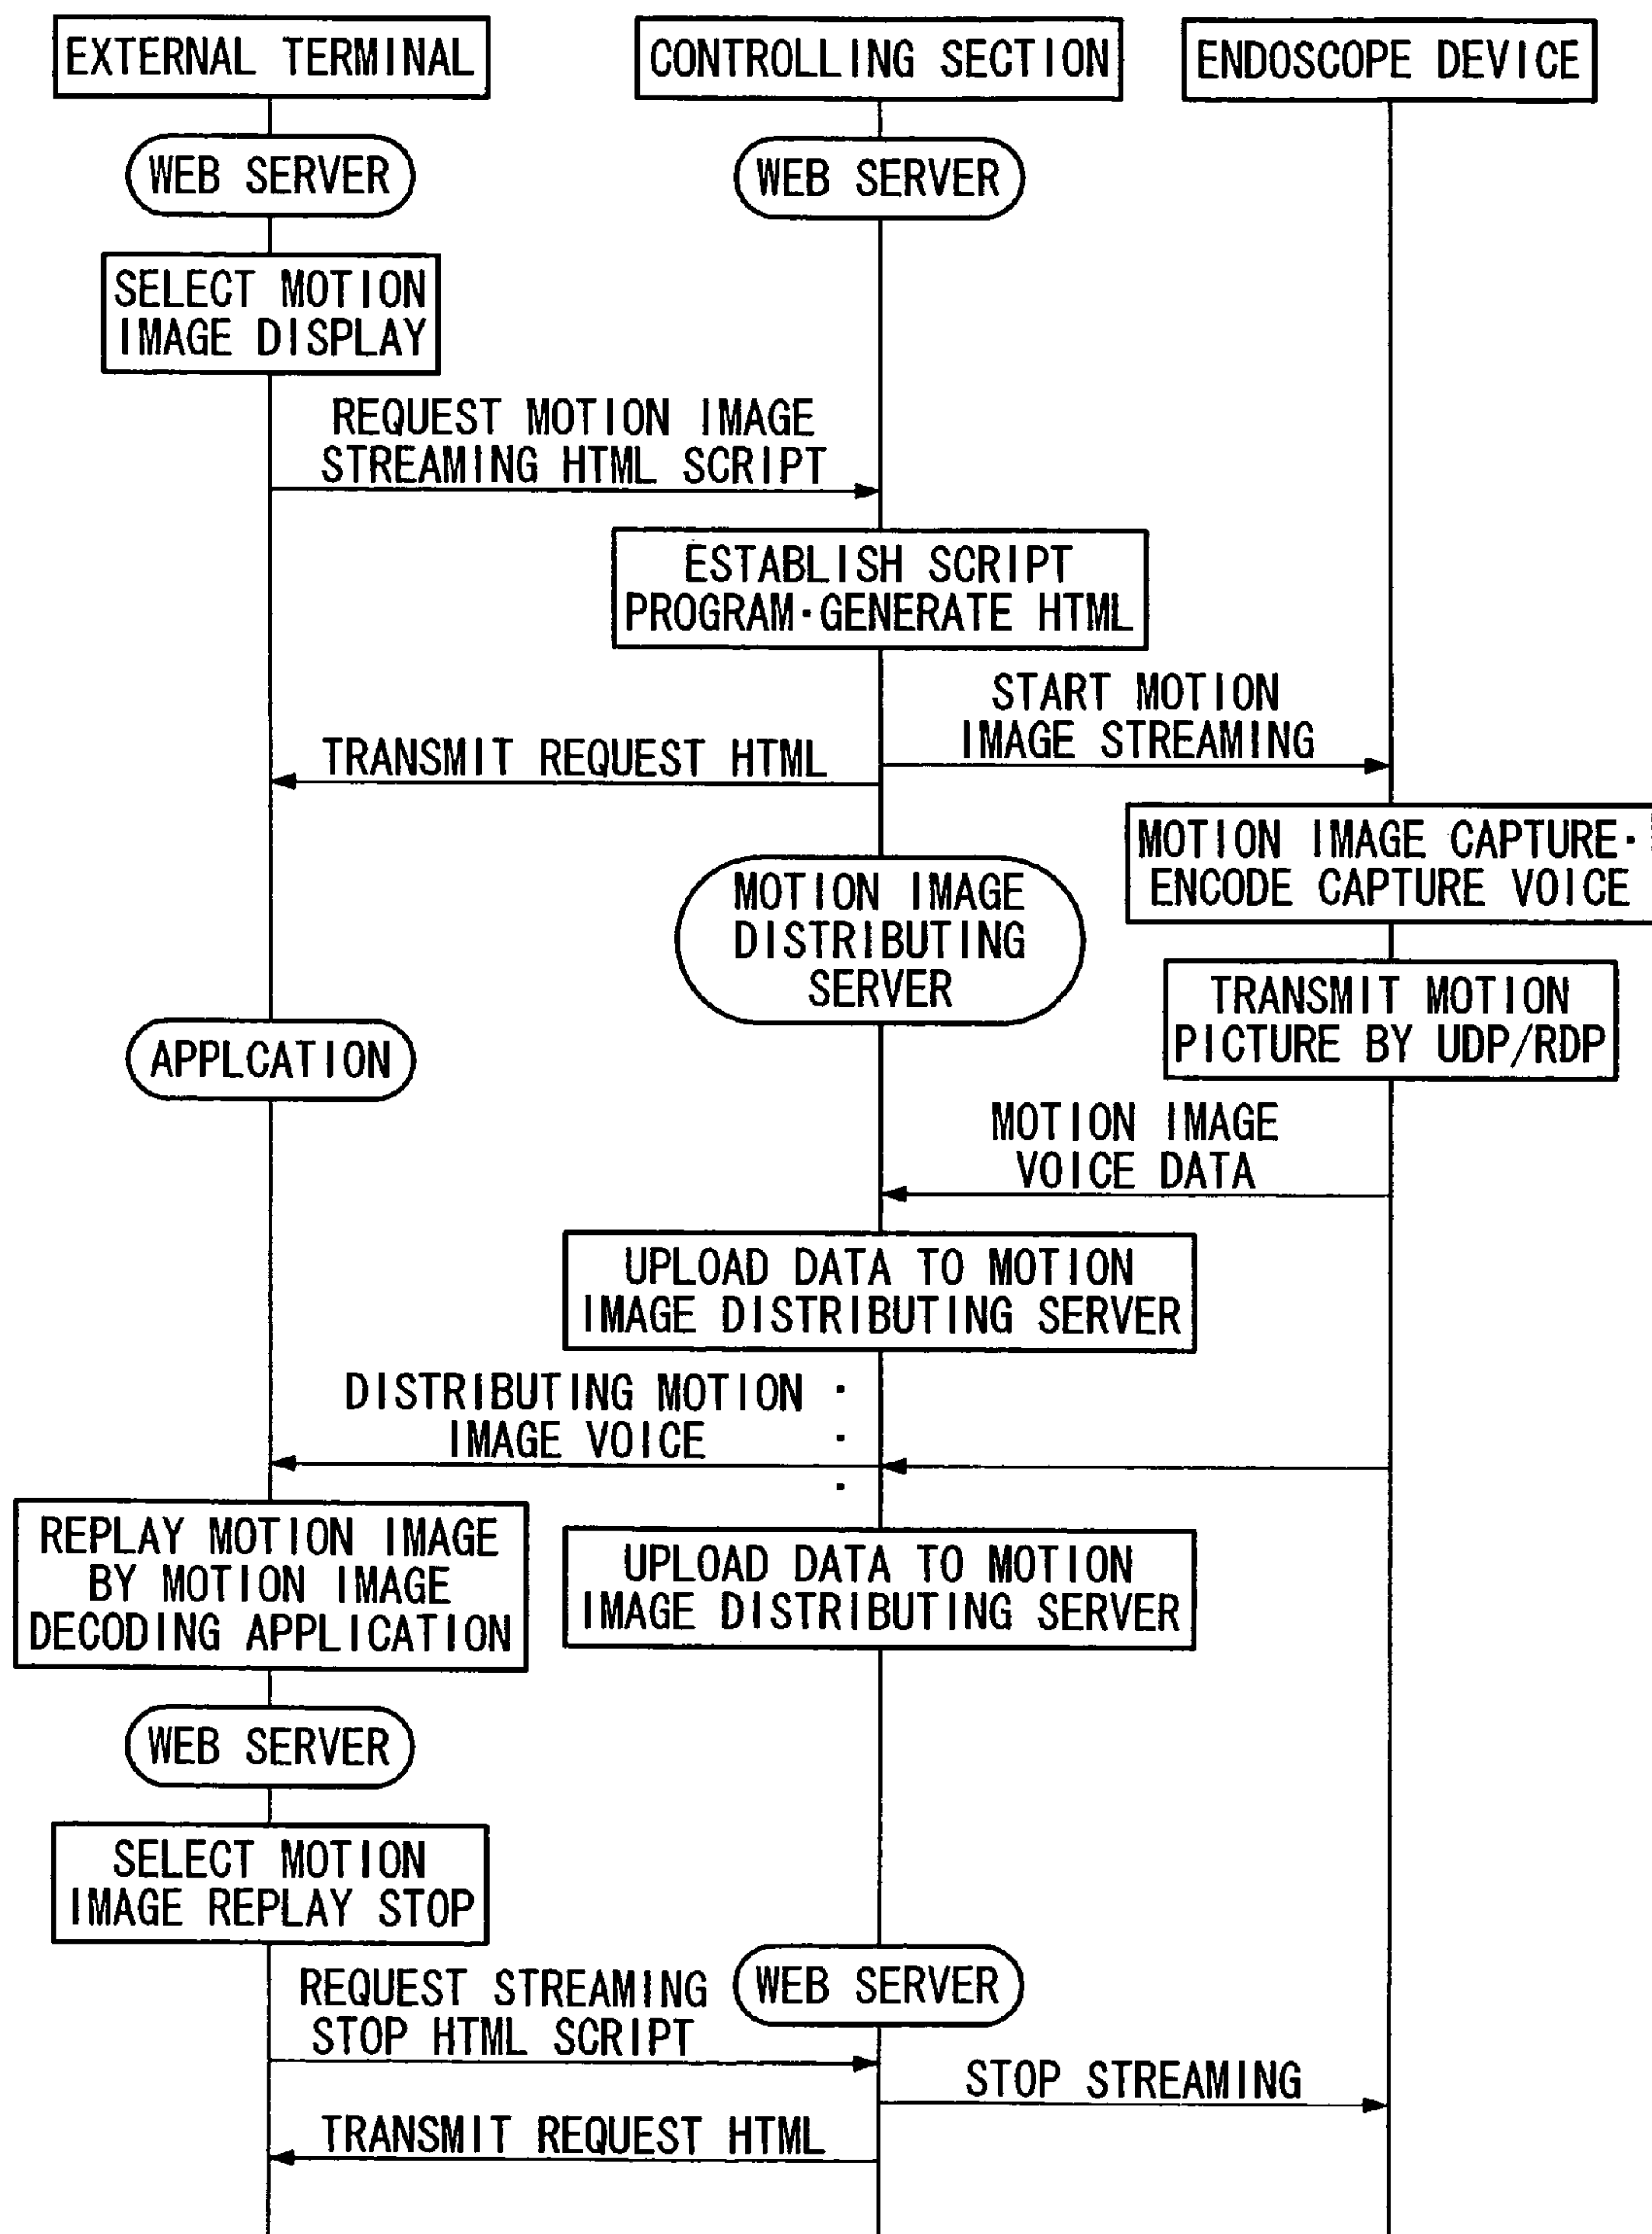 EXTERNAL TERMINAL
CONTROLLING SECTION
ENDOSCOPE DEVICE
WEB SERVER
WEB SERVER
SELECT MOTION
IMAGE DISPLAY
REQUEST MOTION IMAGE
STREAMING HTML SCRIPT
ESTABLISH SCRIPT
PROGRAM·GENERATE HTML
START MOTION
IMAGE STREAMING
TRANSMIT REQUEST HTML
MOTION IMAGE CAPTURE·
ENCODE CAPTURE VOICE
MOTION IMAGE
DISTRIBUTING
SERVER
TRANSMIT MOTION
PICTURE BY UDP/RDP
APPLCATION
MOTION IMAGE
VOICE DATA
UPLOAD DATA TO MOTION
IMAGE DISTRIBUTING SERVER
DISTRIBUTING MOTION
IMAGE VOICE
REPLAY MOTION IMAGE
BY MOTION IMAGE
DECODING APPLICATION
UPLOAD DATA TO MOTION
IMAGE DISTRIBUTING SERVER
WEB SERVER
SELECT MOTION
IMAGE REPLAY STOP
WEB SERVER
REQUEST STREAMING
STOP HTML SCRIPT
STOP STREAMING
TRANSMIT REQUEST HTML